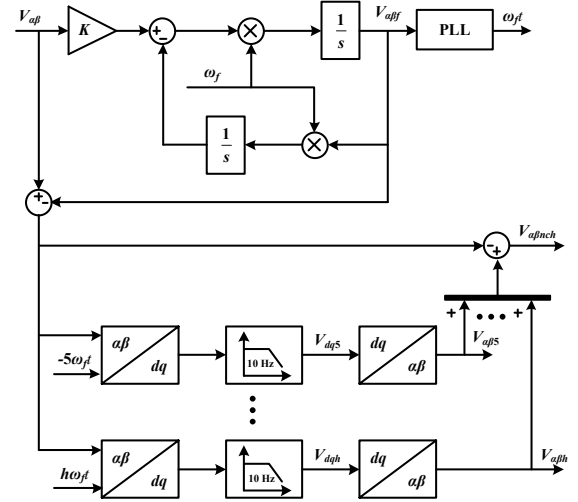 Vαβ
K
+
-
×
1
s
Vαβf
PLL
ωft
ωf
1
s
×
+
-
Vαβnch
-
+
+
+
-5ωft
αβ
dq
10 Hz
Vdq5
dq
αβ
Vαβ5
hωft
αβ
dq
10 Hz
Vdqh
dq
αβ
Vαβh